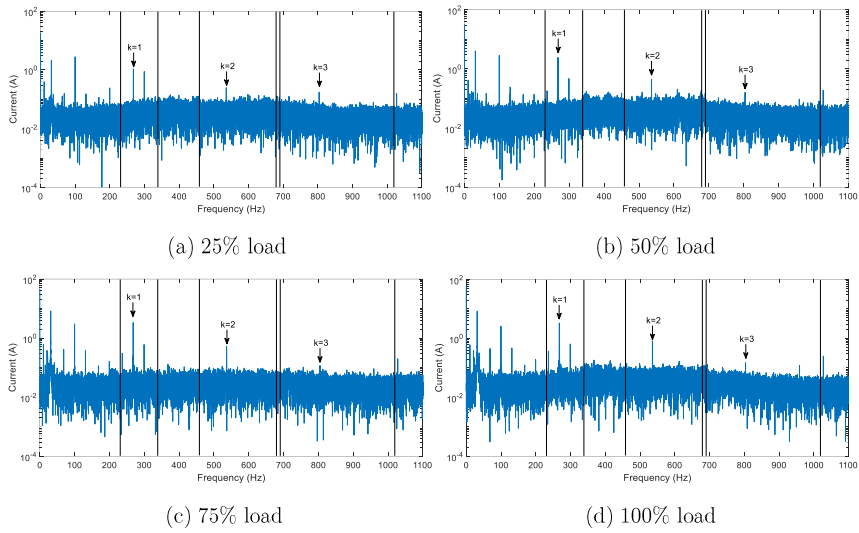 10^2
10^0
10^-2
10^-4
Current (A)
k=1
k=2
k=3
0 100 200 300 400 500 600 700 800 900 1000 1100
Frequency (Hz)
(a) 25% load
10^2
10^0
10^-2
10^-4
Current (A)
k=1
k=2
k=3
0 100 200 300 400 500 600 700 800 900 1000 1100
Frequency (Hz)
(b) 50% load
10^2
10^0
10^-2
10^-4
Current (A)
k=1
k=2
k=3
0 100 200 300 400 500 600 700 800 900 1000 1100
Frequency (Hz)
(c) 75% load
10^2
10^0
10^-2
10^-4
Current (A)
k=1
k=2
k=3
0 100 200 300 400 500 600 700 800 900 1000 1100
Frequency (Hz)
(d) 100% load